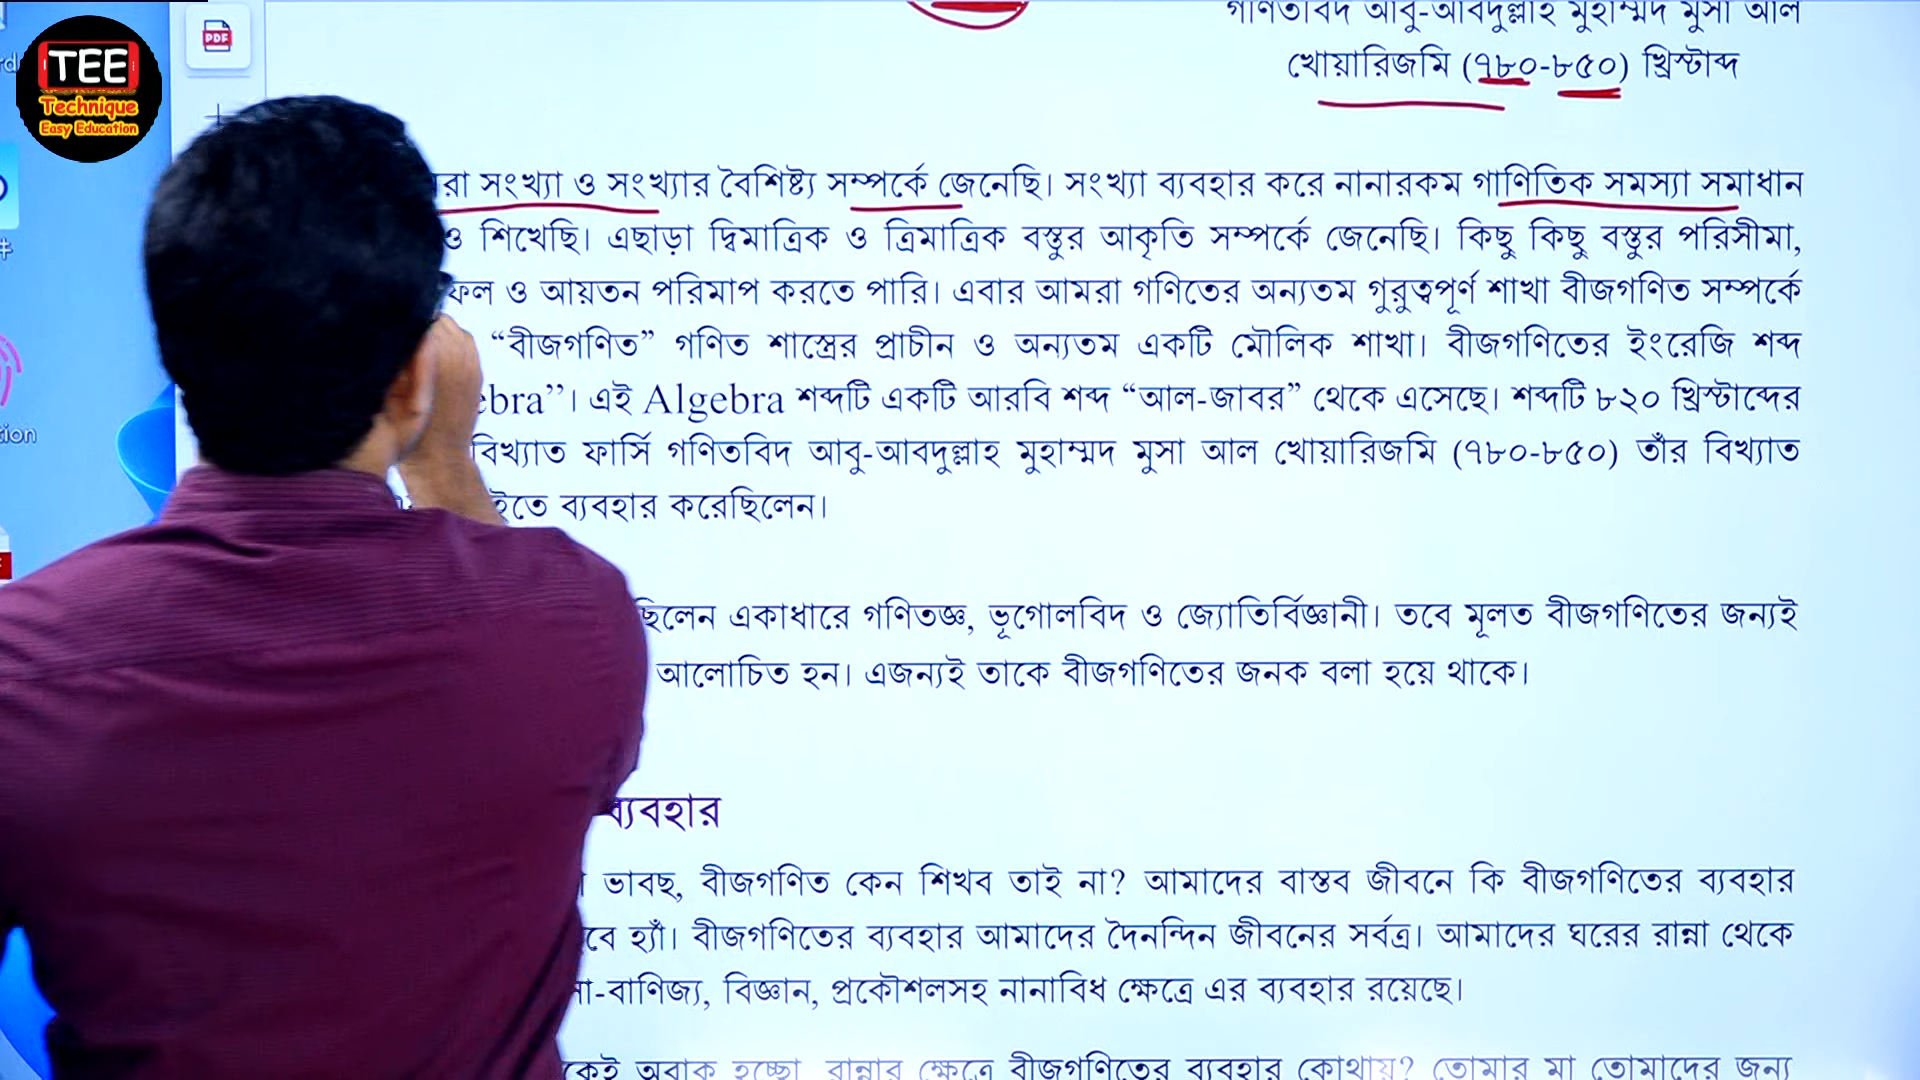 TEE
Technique
Easy Education
PDF
গণিতবিদ আবু-আবদুল্লাহ মুহাম্মদ মুসা আল
খোয়ারিজমি (৭৮০-৮৫০) খ্রিস্টাব্দ
রা সংখ্যা ও সংখ্যার বৈশিষ্ট্য সম্পর্কে জেনেছি। সংখ্যা ব্যবহার করে নানারকম গাণিতিক সমস্যা সমাধান
ও শিখেছি। এছাড়া দ্বিমাত্রিক ও ত্রিমাত্রিক বস্তুর আকৃতি সম্পর্কে জেনেছি। কিছু কিছু বস্তুর পরিসীমা,
ফল ও আয়তন পরিমাপ করতে পারি। এবার আমরা গণিতের অন্যতম গুরুত্বপূর্ণ শাখা বীজগণিত সম্পর্কে
“বীজগণিত” গণিত শাস্ত্রের প্রাচীন ও অন্যতম একটি মৌলিক শাখা। বীজগণিতের ইংরেজি শব্দ
ebra”। এই Algebra শব্দটি একটি আরবি শব্দ “আল-জাবর” থেকে এসেছে। শব্দটি ৮২০ খ্রিস্টাব্দের
বিখ্যাত ফার্সি গণিতবিদ আবু-আবদুল্লাহ মুহাম্মদ মুসা আল খোয়ারিজমি (৭৮০-৮৫০) তাঁর বিখ্যাত
ইতে ব্যবহার করেছিলেন।
ছিলেন একাধারে গণিতজ্ঞ, ভূগোলবিদ ও জ্যোতির্বিজ্ঞানী। তবে মূলত বীজগণিতের জন্যই
আলোচিত হন। এজন্যই তাকে বীজগণিতের জনক বলা হয়ে থাকে।
ব্যবহার
ভাবছ, বীজগণিত কেন শিখব তাই না? আমাদের বাস্তব জীবনে কি বীজগণিতের ব্যবহার
বে হ্যাঁ। বীজগণিতের ব্যবহার আমাদের দৈনন্দিন জীবনের সর্বত্র। আমাদের ঘরের রান্না থেকে
সা-বাণিজ্য, বিজ্ঞান, প্রকৌশলসহ নানাবিধ ক্ষেত্রে এর ব্যবহার রয়েছে।
কেই অবাক হচ্ছো, রান্নার ক্ষেত্রে বীজগণিতের ব্যবহার কোথায়? তোমার মা তোমাদের জন্য